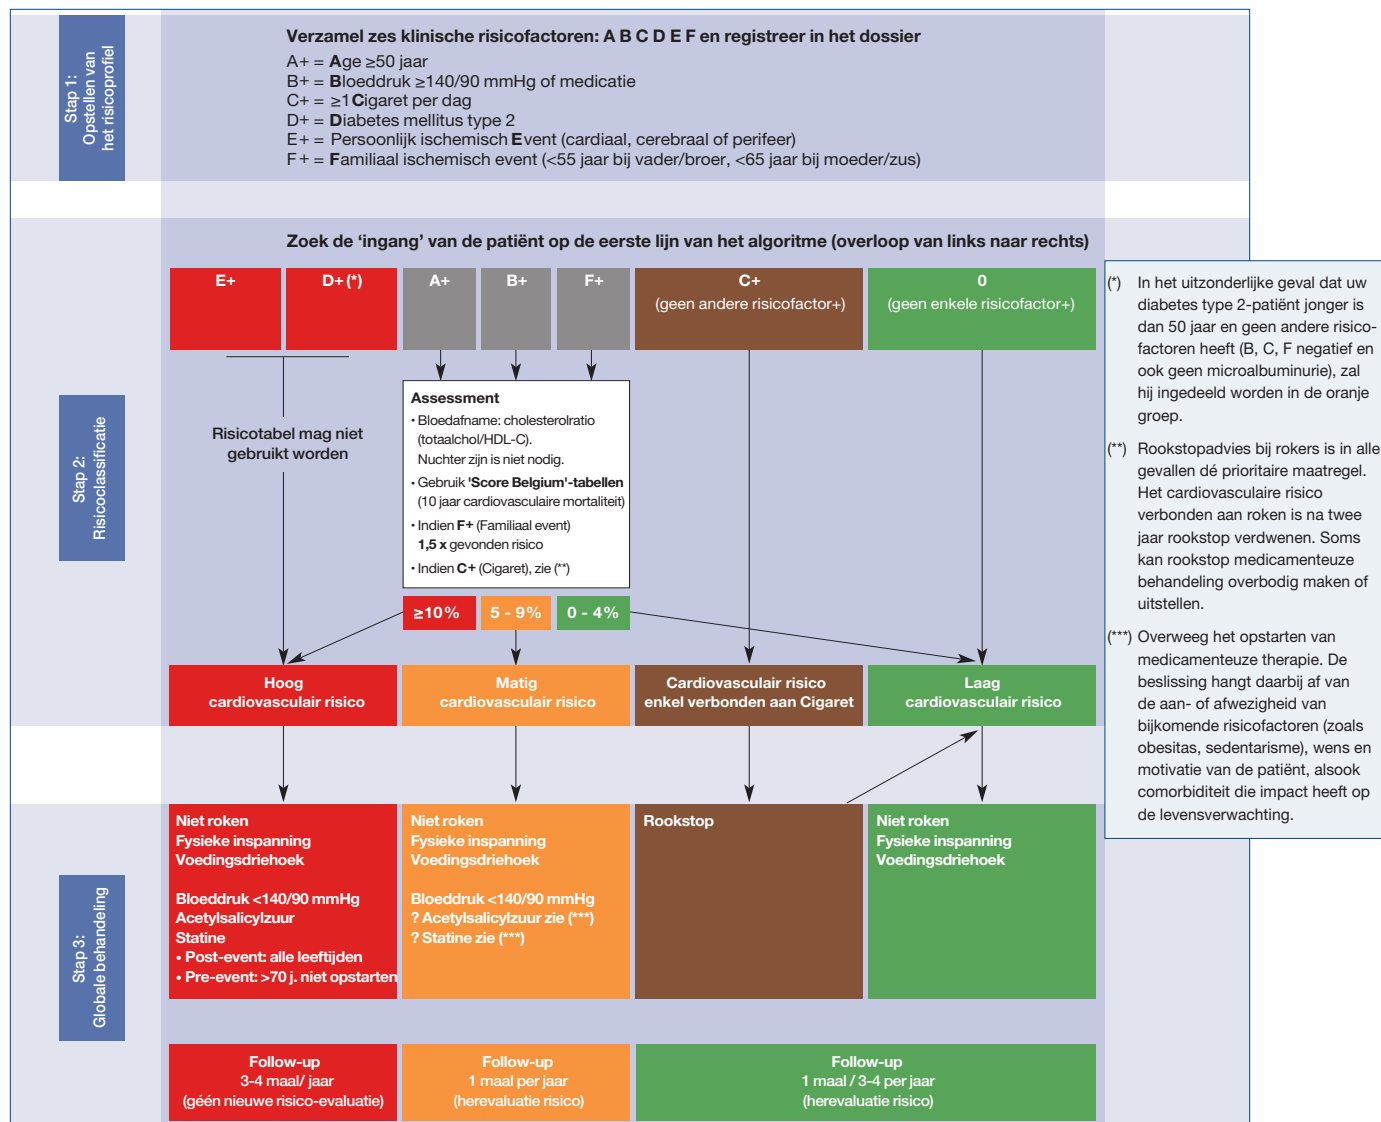 Stap 1:
Opstellen van
het risicoprofiel
Verzamel zes klinische risicofactoren: A B C D E F en registreer in het dossier
A+ = Age ≥50 jaar
B+ = Bloeddruk ≥140/90 mmHg of medicatie
C+ = ≥1 Cigaret per dag
D+ = Diabetes mellitus type 2
E+ = Persoonlijk ischemisch Event (cardiaal, cerebraal of perifeer)
F+ = Familiaal ischemisch event (<55 jaar bij vader/broer, <65 jaar bij moeder/zus)
Stap 2:
Risicoclassificatie
Zoek de ‘ingang’ van de patiënt op de eerste lijn van het algoritme (overloop van links naar rechts)
E+
D+ (*)
A+
B+
F+
C+
(geen andere risicofactor+)
0
(geen enkele risicofactor+)
Risicotabel mag niet
gebruikt worden
Assessment
• Bloedafname: cholesterolratio
(totaalchol/HDL-C).
Nuchter zijn is niet nodig.
• Gebruik 'Score Belgium'-tabellen
(10 jaar cardiovasculaire mortaliteit)
• Indien F+ (Familiaal event)
1,5 x gevonden risico
• Indien C+ (Cigaret), zie (**)
≥10%
5 - 9%
0 - 4%
Hoog
cardiovasculair risico
Matig
cardiovasculair risico
Cardiovasculair risico
enkel verbonden aan Cigaret
Laag
cardiovasculair risico
Stap 3:
Globale behandeling
Niet roken
Fysieke inspanning
Voedingsdriehoek
Bloeddruk <140/90 mmHg
Acetylsalicylzuur
Statine
• Post-event: alle leeftijden
• Pre-event: >70 j. niet opstarten
Niet roken
Fysieke inspanning
Voedingsdriehoek
Bloeddruk <140/90 mmHg
? Acetylsalicylzuur zie (***)
? Statine zie (***)
Rookstop
Niet roken
Fysieke inspanning
Voedingsdriehoek
Follow-up
3-4 maal/ jaar
(géén nieuwe risico-evaluatie)
Follow-up
1 maal per jaar
(herevaluatie risico)
Follow-up
1 maal / 3-4 per jaar
(herevaluatie risico)
(*) In het uitzonderlijke geval dat uw
diabetes type 2-patiënt jonger is
dan 50 jaar en geen andere risico-
factoren heeft (B, C, F negatief en
ook geen microalbuminurie), zal
hij ingedeeld worden in de oranje
groep.
(**) Rookstopadvies bij rokers is in alle
gevallen dé prioritaire maatregel.
Het cardiovasculaire risico
verbonden aan roken is na twee
jaar rookstop verdwenen. Soms
kan rookstop medicamenteuze
behandeling overbodig maken of
uitstellen.
(***) Overweeg het opstarten van
medicamenteuze therapie. De
beslissing hangt daarbij af van
de aan- of afwezigheid van
bijkomende risicofactoren (zoals
obesitas, sedentarisme), wens en
motivatie van de patiënt, alsook
comorbiditeit die impact heeft op
de levensverwachting.